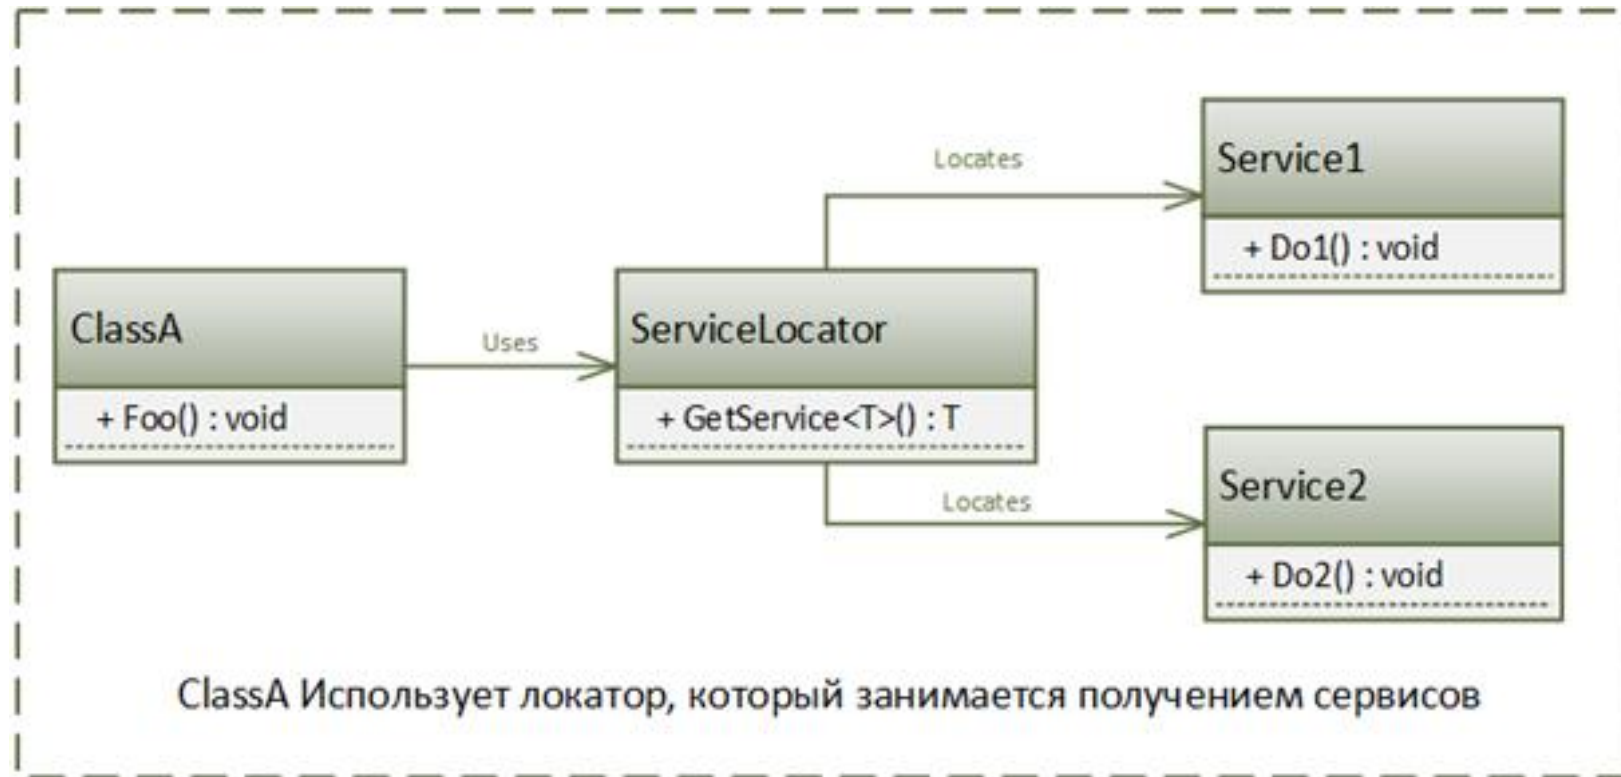 ClassA
+ Foo() : void
Uses
ServiceLocator
+ GetService<T>() : T
Locates
Service1
+ Do1() : void
Locates
Service2
+ Do2() : void
ClassA Использует локатор, который занимается получением сервисов